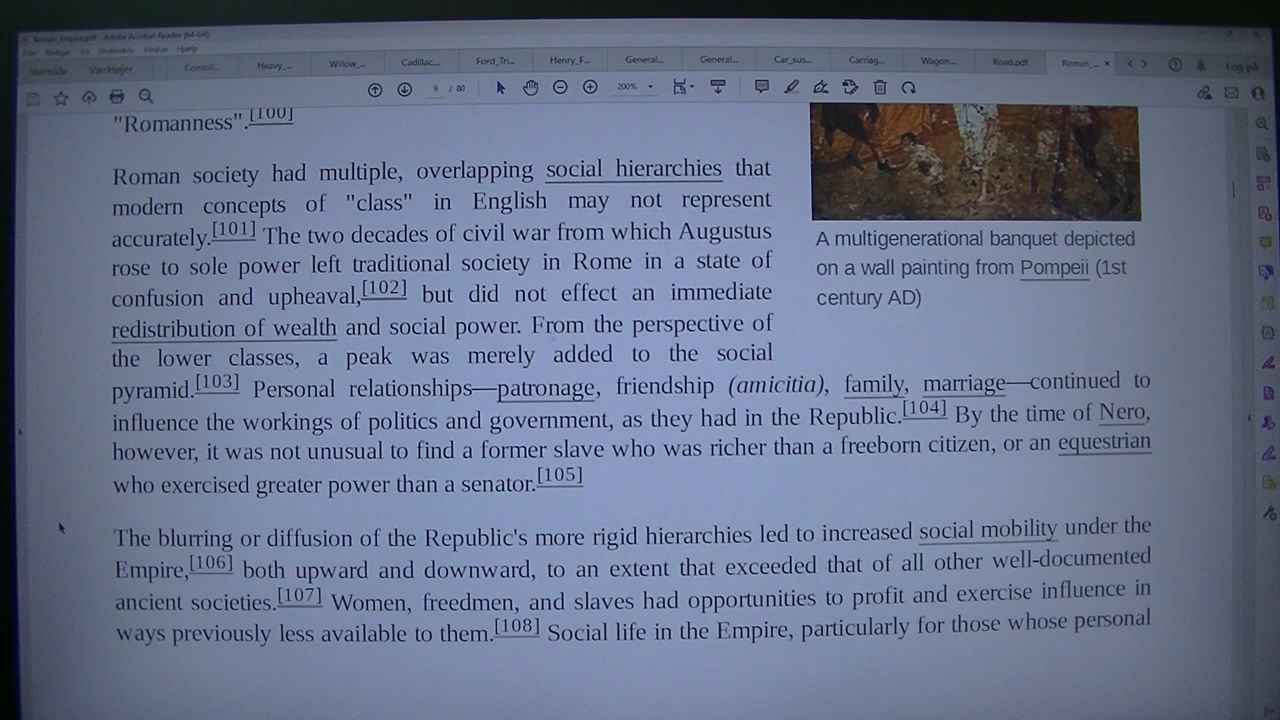 Roman_Empire.pdf - Adobe Acrobat Reader (64-bit)
Filer Rediger Vis Underskriv Vindue Hjælp
Startside Værktøjer Consoli... Heavy_... Willow_... Cadillac... Ford_Tri... Henry_F... General... General... Car_sus... Carriag... Wagon... Road.pdf Roman_... × Log på
9 / 80 200%
"Romanness".[100]
Roman society had multiple, overlapping social hierarchies that
modern concepts of "class" in English may not represent
accurately.[101] The two decades of civil war from which Augustus
rose to sole power left traditional society in Rome in a state of
confusion and upheaval,[102] but did not effect an immediate
redistribution of wealth and social power. From the perspective of
the lower classes, a peak was merely added to the social
pyramid.[103] Personal relationships—patronage, friendship (amicitia), family, marriage—continued to
influence the workings of politics and government, as they had in the Republic.[104] By the time of Nero,
however, it was not unusual to find a former slave who was richer than a freeborn citizen, or an equestrian
who exercised greater power than a senator.[105]
The blurring or diffusion of the Republic's more rigid hierarchies led to increased social mobility under the
Empire,[106] both upward and downward, to an extent that exceeded that of all other well-documented
ancient societies.[107] Women, freedmen, and slaves had opportunities to profit and exercise influence in
ways previously less available to them.[108] Social life in the Empire, particularly for those whose personal
A multigenerational banquet depicted
on a wall painting from Pompeii (1st
century AD)